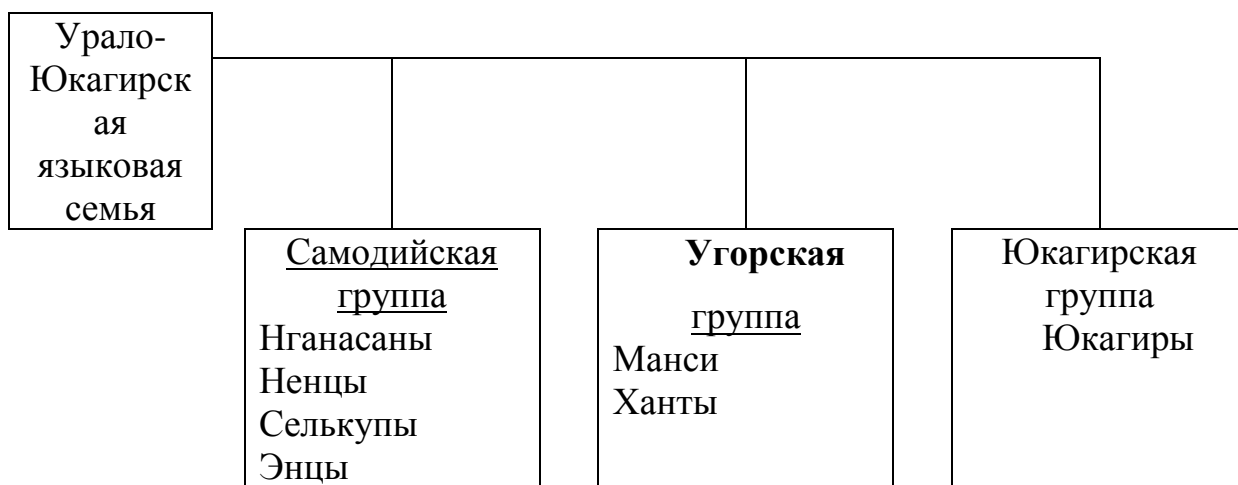 Урало-
Юкагирск
ая
языковая
семья
Самодийская
группа
Нганасаны
Ненцы
Селькупы
Энцы
Угорская
группа
Манси
Ханты
Юкагирская
группа
Юкагиры